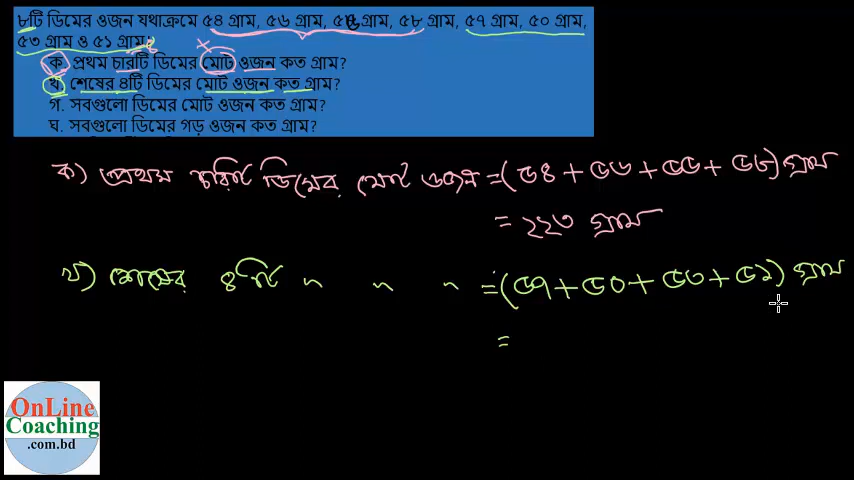 ৮টি ডিমের ওজন যথাক্রমে ৫৪ গ্রাম, ৫৬ গ্রাম, গ্রাম, ৫৮ গ্রাম, ৫৭ গ্রাম, ৫০ গ্রাম,
৫৩ গ্রাম ও ৫১ গ্রাম।
ক. প্রথম চারটি ডিমের মোট ওজন কত গ্রাম?
খ. শেষের ৪টি ডিমের মোট ওজন কত গ্রাম?
গ. সবগুলো ডিমের মোট ওজন কত গ্রাম?
ঘ. সবগুলো ডিমের গড় ওজন কত গ্রাম?
ক) প্রথম চারটি ডিমের মোট ওজন = (৫৪ + ৫৬ + ৫৫ + ৫৮) গ্রাম
= ২২৩ গ্রাম
খ) শেষের ৪টি " " " = (৫৭ + ৫০ + ৫৩ + ৫১) গ্রাম
=
OnLine
Coaching
.com.bd